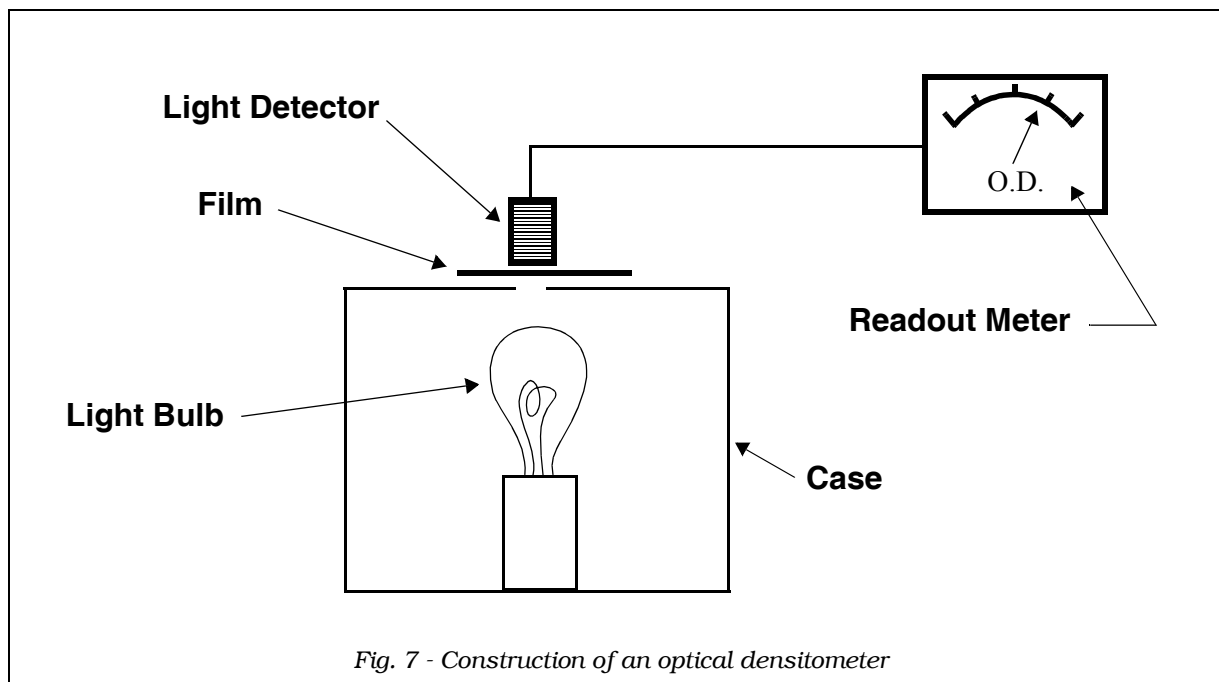 Light Detector
O.D.
Film
Readout Meter
Light Bulb
Case
Fig. 7 - Construction of an optical densitometer